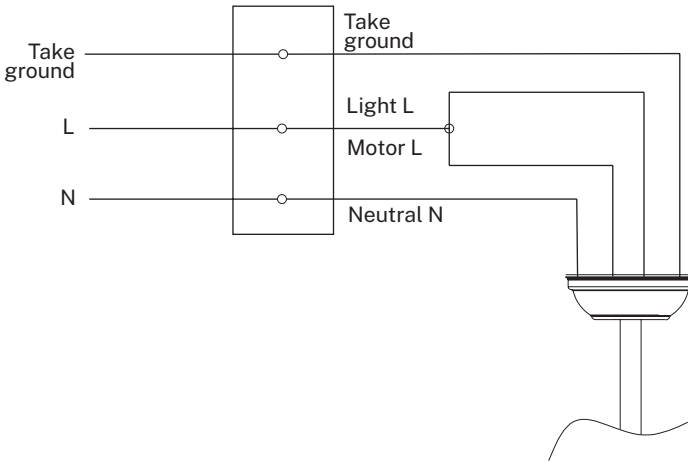 Take
ground
Take
ground
L
Light L
Motor L
N
Neutral N